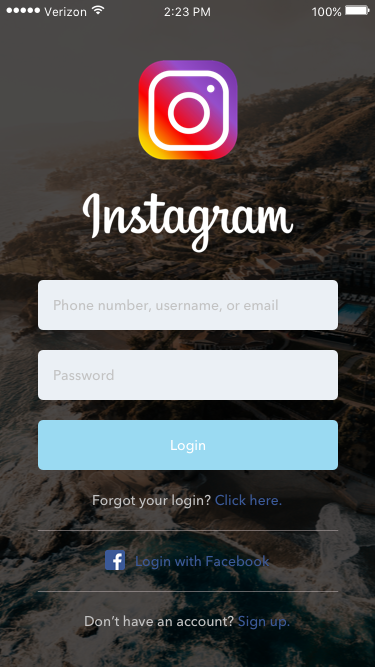 Verizon 2:23 PM 100%
Instagram
Phone number, username, or email
Password
Login
Forgot your login? Click here.
f Login with Facebook
Don’t have an account? Sign up.